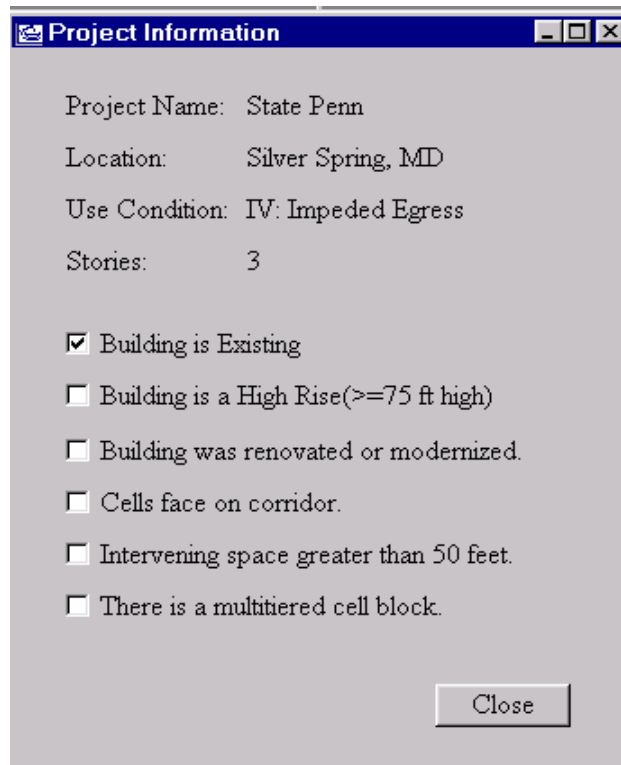 Project Information
Project Name: State Penn
Location: Silver Spring, MD
Use Condition: IV: Impeded Egress
Stories: 3
Building is Existing
Building is a High Rise(>=75 ft high)
Building was renovated or modernized.
Cells face on corridor.
Intervening space greater than 50 feet.
There is a multitiered cell block.
Close